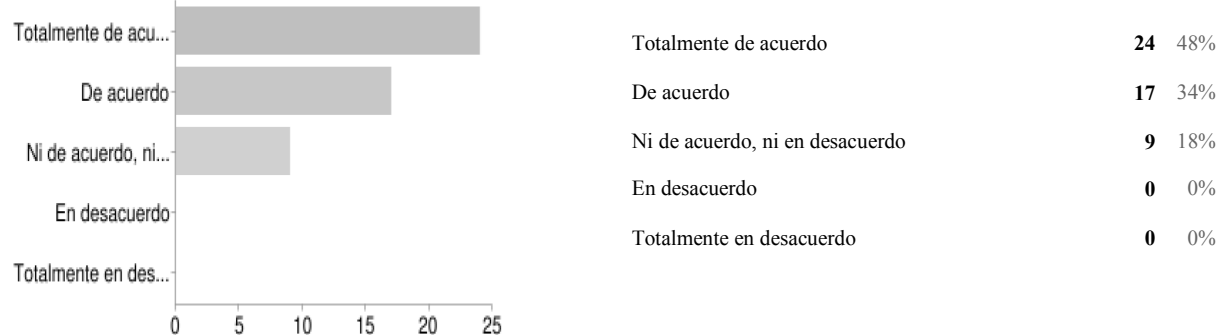 Totalmente de acu...
De acuerdo
Ni de acuerdo, ni...
En desacuerdo
Totalmente en des...
0 5 10 15 20 25
Totalmente de acuerdo 24 48%
De acuerdo 17 34%
Ni de acuerdo, ni en desacuerdo 9 18%
En desacuerdo 0 0%
Totalmente en desacuerdo 0 0%